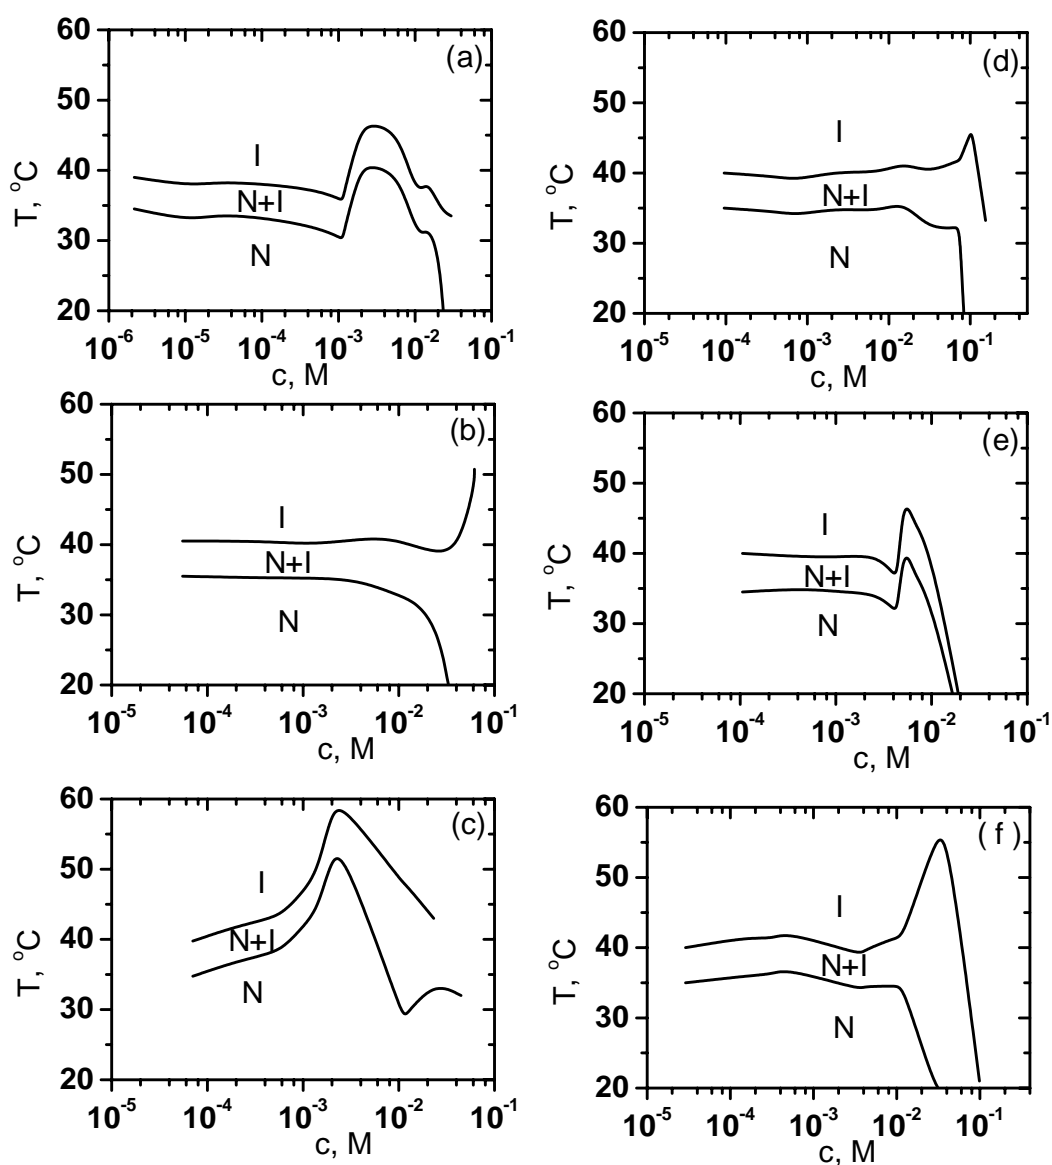 (a)
60
50
40
30
20
T, °C
I
N+I
N
10⁻⁶ 10⁻⁵ 10⁻⁴ 10⁻³ 10⁻² 10⁻¹
c, M
(b)
60
50
40
30
20
T, °C
I
N+I
N
10⁻⁵ 10⁻⁴ 10⁻³ 10⁻² 10⁻¹
c, M
(c)
60
50
40
30
20
T, °C
I
N+I
N
10⁻⁵ 10⁻⁴ 10⁻³ 10⁻² 10⁻¹
c, M
(d)
60
50
40
30
20
T, °C
I
N+I
N
10⁻⁵ 10⁻⁴ 10⁻³ 10⁻² 10⁻¹
c, M
(e)
60
50
40
30
20
T, °C
I
N+I
N
10⁻⁵ 10⁻⁴ 10⁻³ 10⁻² 10⁻¹
c, M
( f )
60
50
40
30
20
T, °C
I
N+I
N
10⁻⁵ 10⁻⁴ 10⁻³ 10⁻² 10⁻¹
c, M